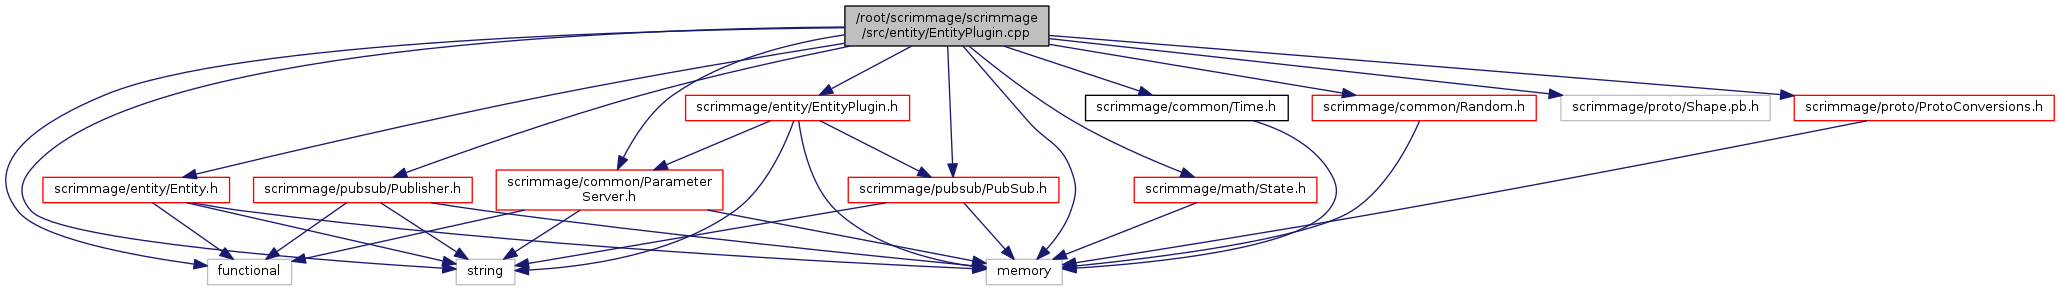 /root/scrimmage/scrimmage
/src/entity/EntityPlugin.cpp
scrimmage/entity/EntityPlugin.h
scrimmage/common/Time.h
scrimmage/common/Random.h
scrimmage/proto/Shape.pb.h
scrimmage/proto/ProtoConversions.h
scrimmage/entity/Entity.h
scrimmage/pubsub/Publisher.h
scrimmage/common/Parameter
Server.h
scrimmage/pubsub/PubSub.h
scrimmage/math/State.h
functional
string
memory